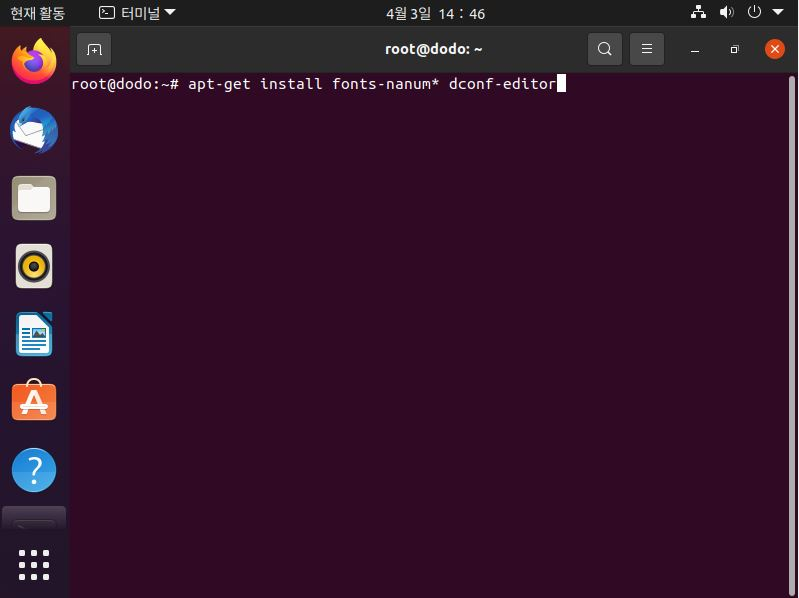 현재 활동 터미널 4월 3일 14：46
root@dodo: ~
root@dodo:~# apt-get install fonts-nanum* dconf-editor